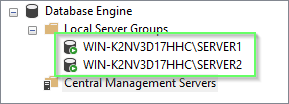 Database Engine
Local Server Groups
WIN-K2NV3D17HHC\SERVER1
WIN-K2NV3D17HHC\SERVER2
Central Management Servers